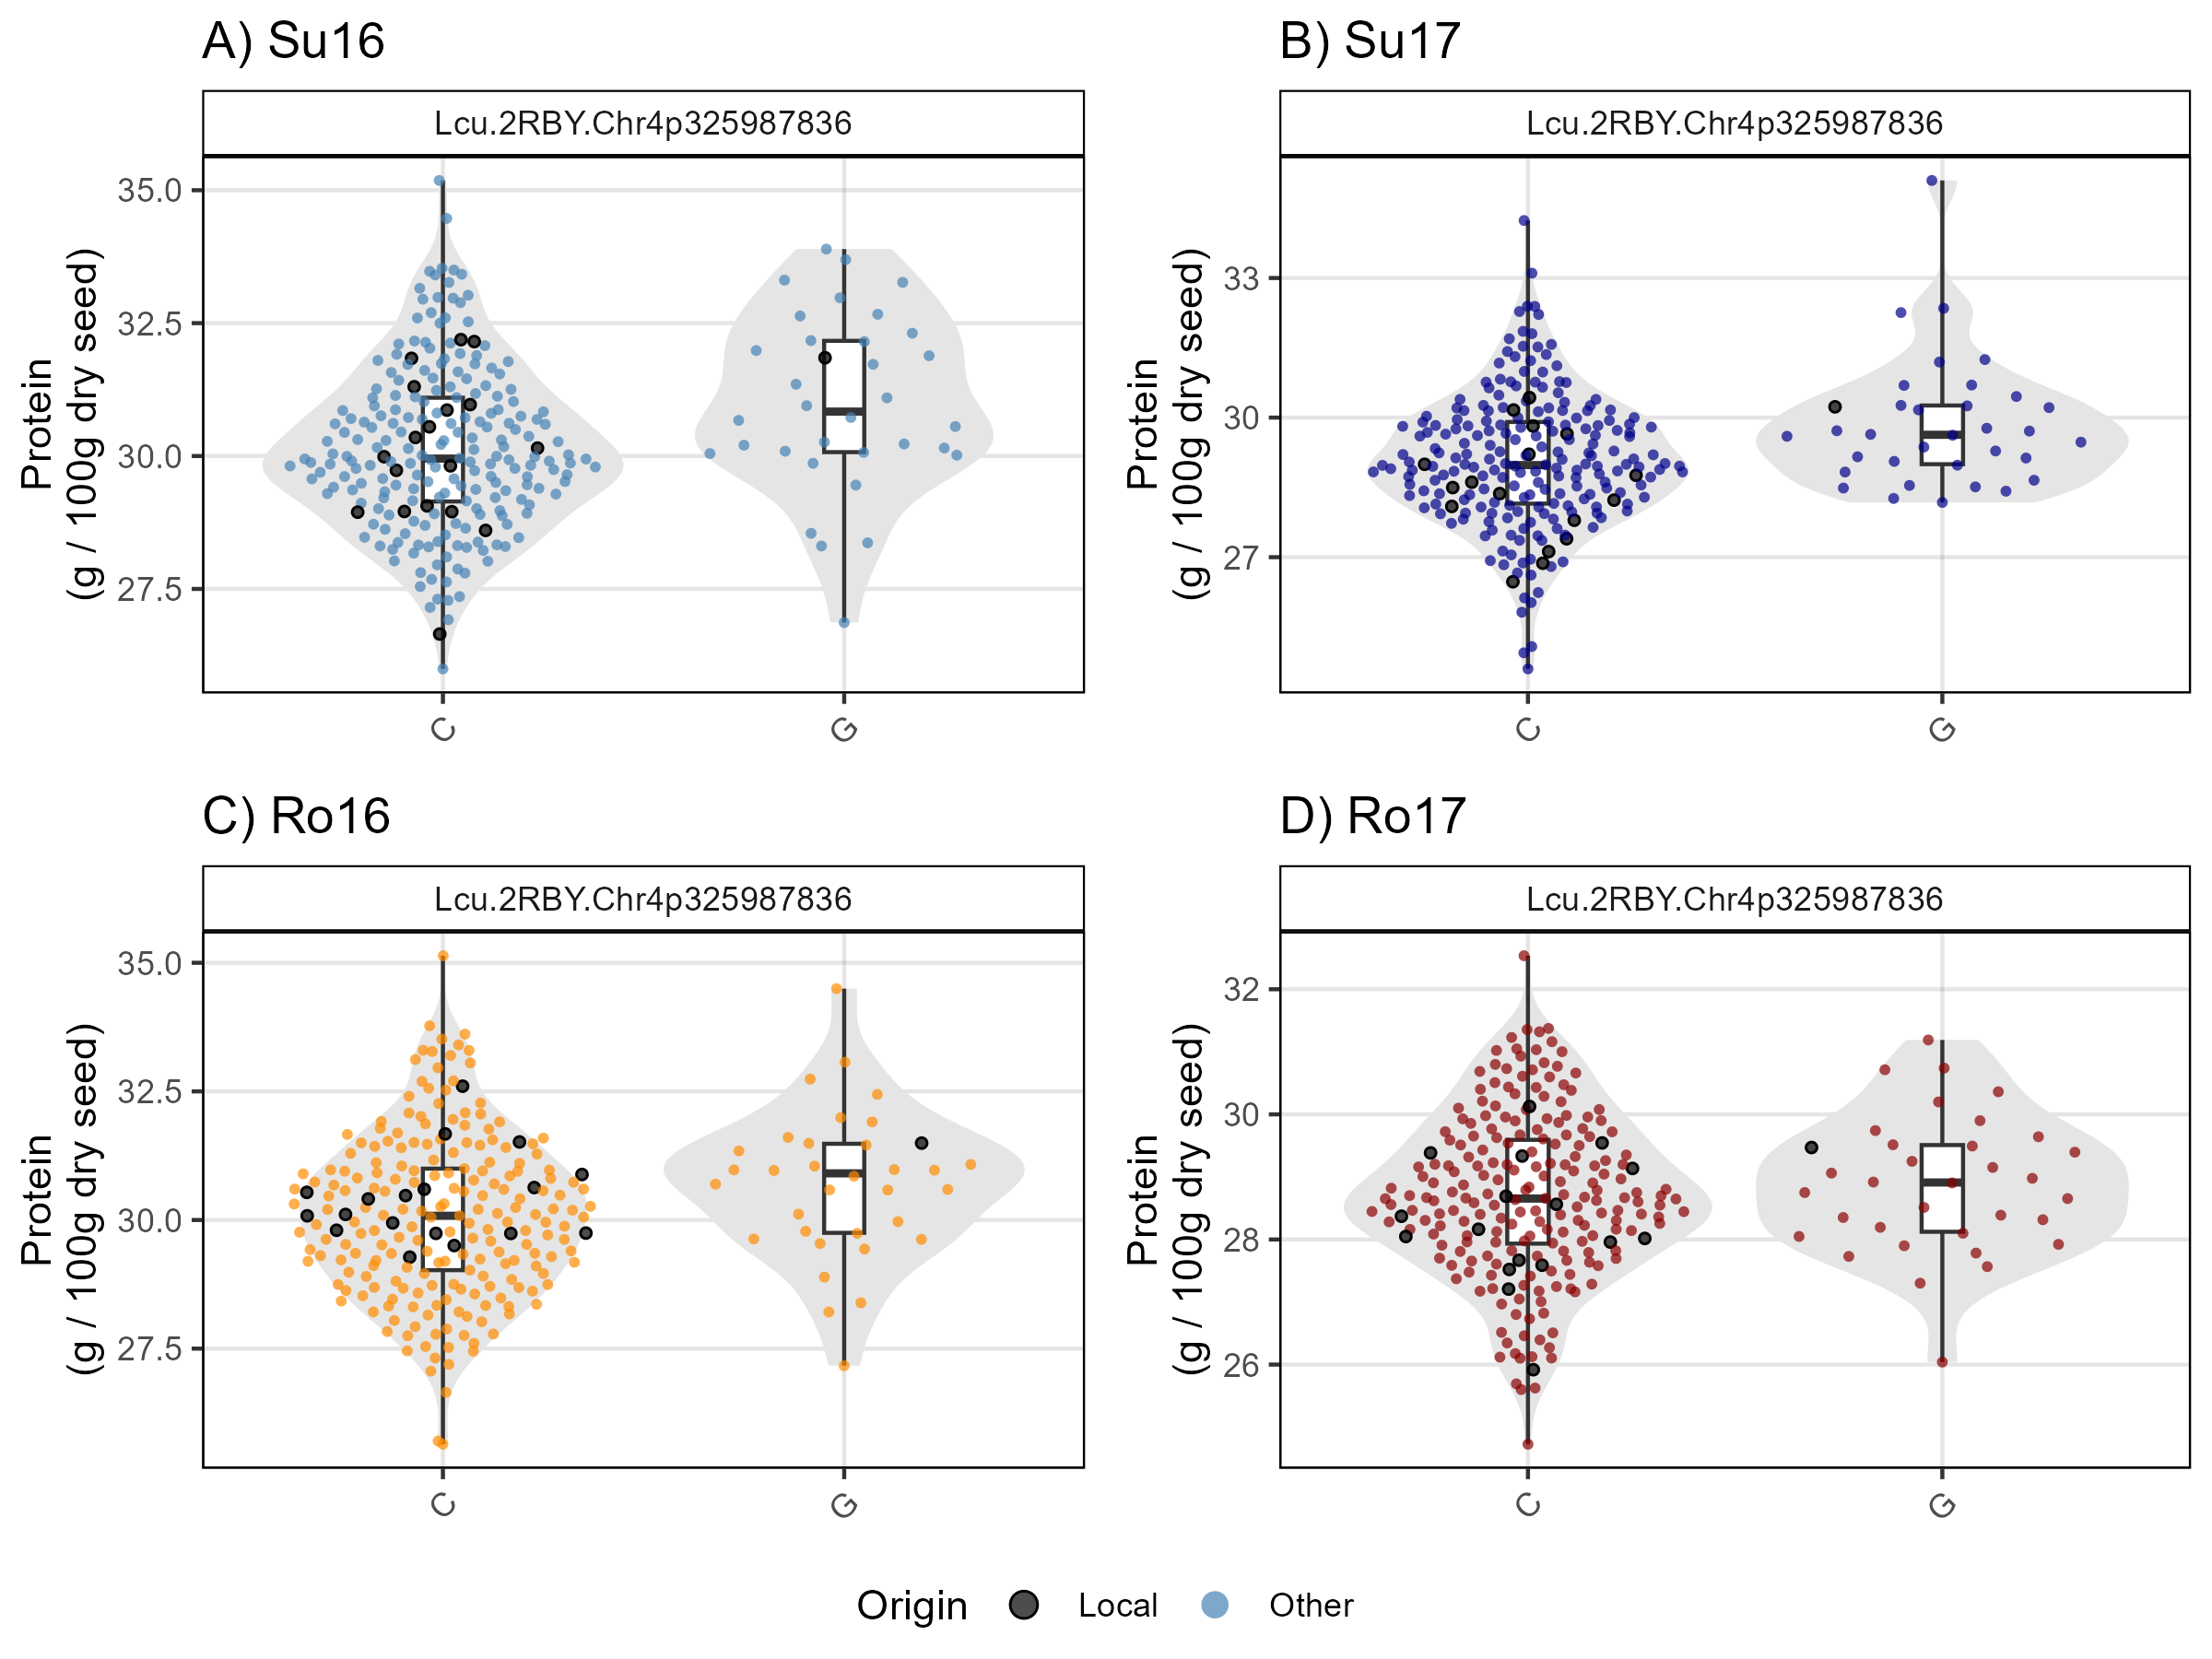 A) Su16
Lcu.2RBY.Chr4p325987836
Protein
(g / 100g dry seed)
35.0
32.5
30.0
27.5
C
G
B) Su17
Lcu.2RBY.Chr4p325987836
Protein
(g / 100g dry seed)
33
30
27
C
G
C) Ro16
Lcu.2RBY.Chr4p325987836
Protein
(g / 100g dry seed)
35.0
32.5
30.0
27.5
C
G
D) Ro17
Lcu.2RBY.Chr4p325987836
Protein
(g / 100g dry seed)
32
30
28
26
C
G
Origin Local Other